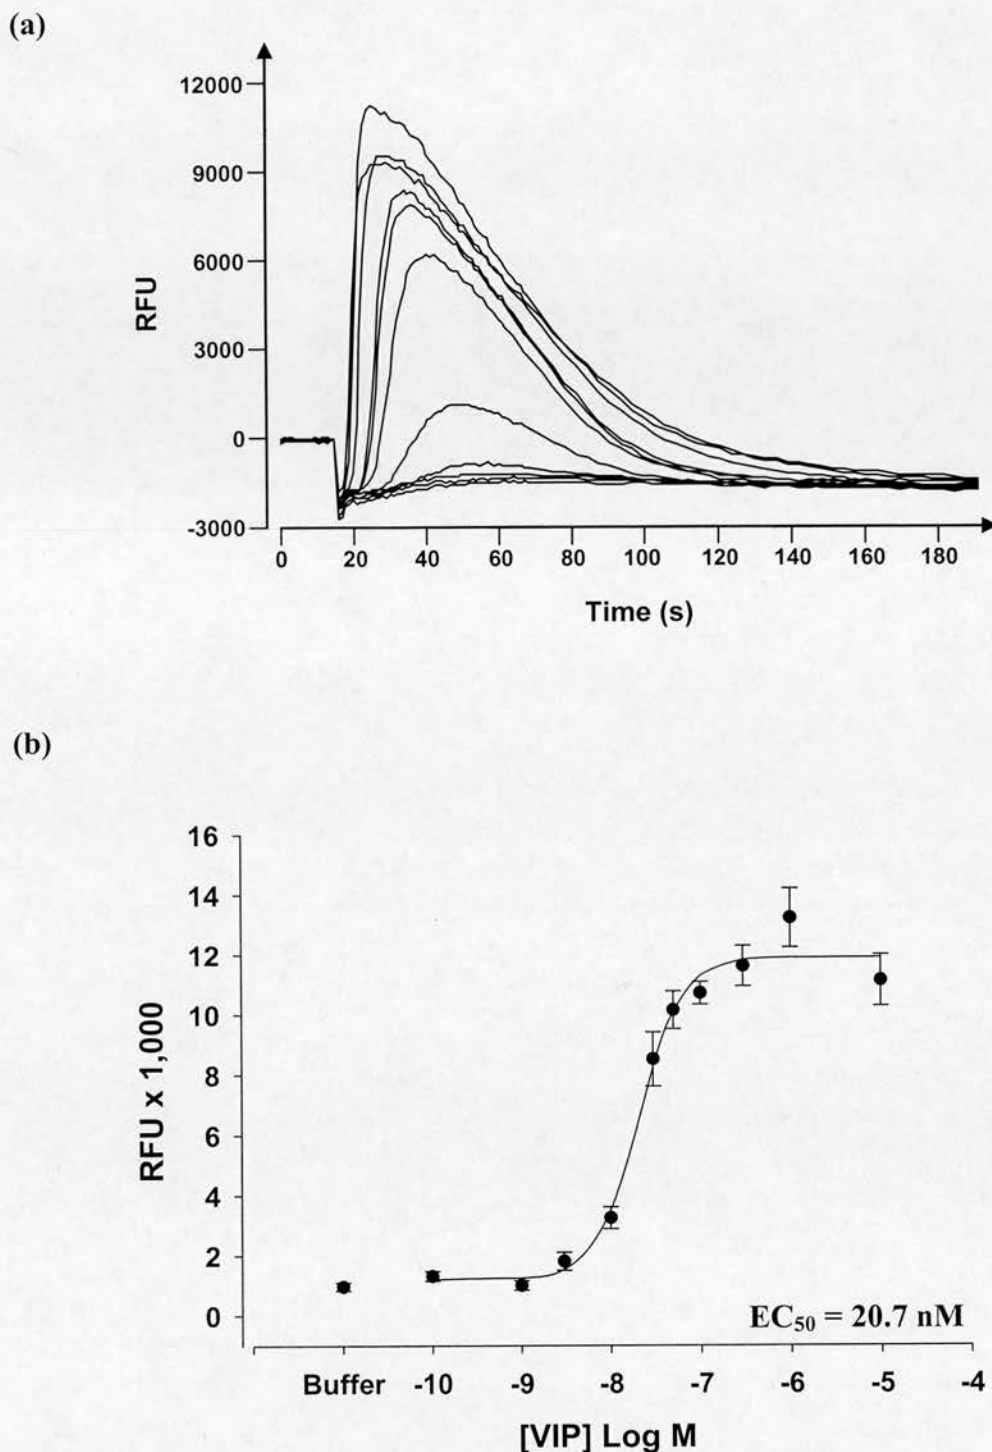 (a)
12000
9000
6000
3000
0
-3000
RFU
0 20 40 60 80 100 120 140 160 180
Time (s)
(b)
16
14
12
10
8
6
4
2
0
RFU x 1,000
EC₅₀ = 20.7 nM
Buffer -10 -9 -8 -7 -6 -5 -4
[VIP] Log M